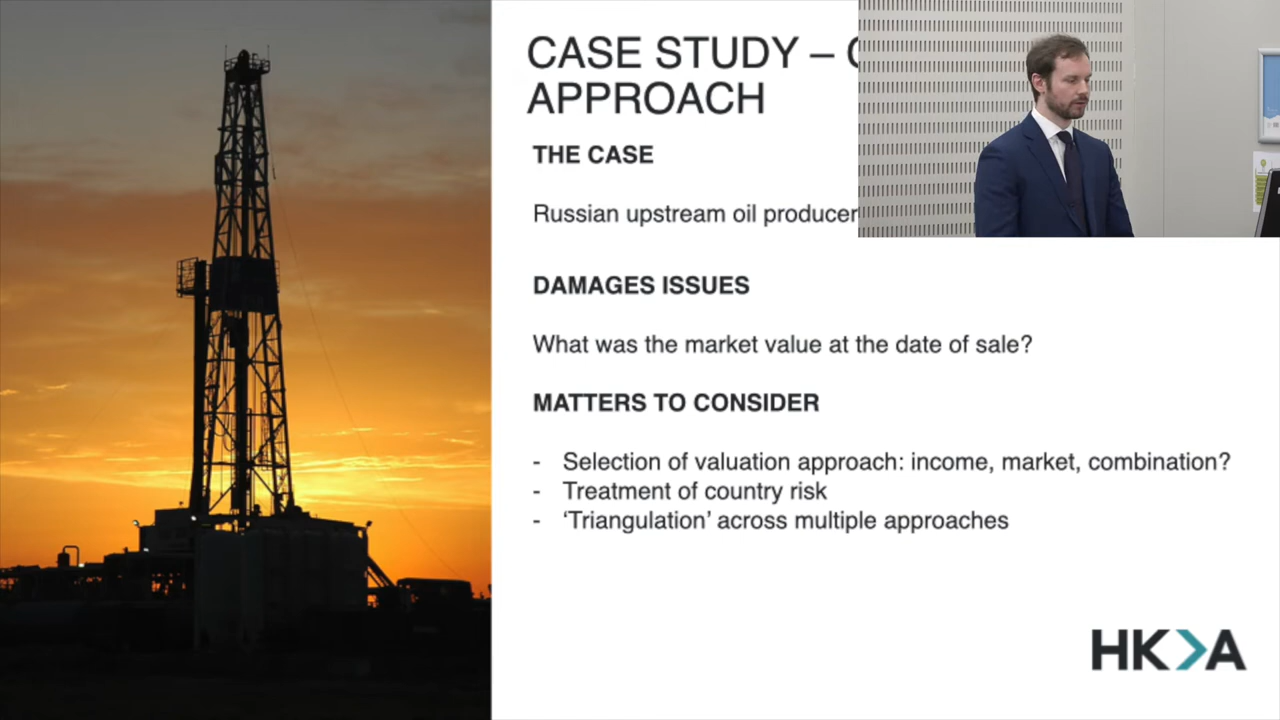 CASE STUDY –
APPROACH
THE CASE
Russian upstream oil producer
DAMAGES ISSUES
What was the market value at the date of sale?
MATTERS TO CONSIDER
- Selection of valuation approach: income, market, combination?
- Treatment of country risk
- ‘Triangulation’ across multiple approaches
HKA